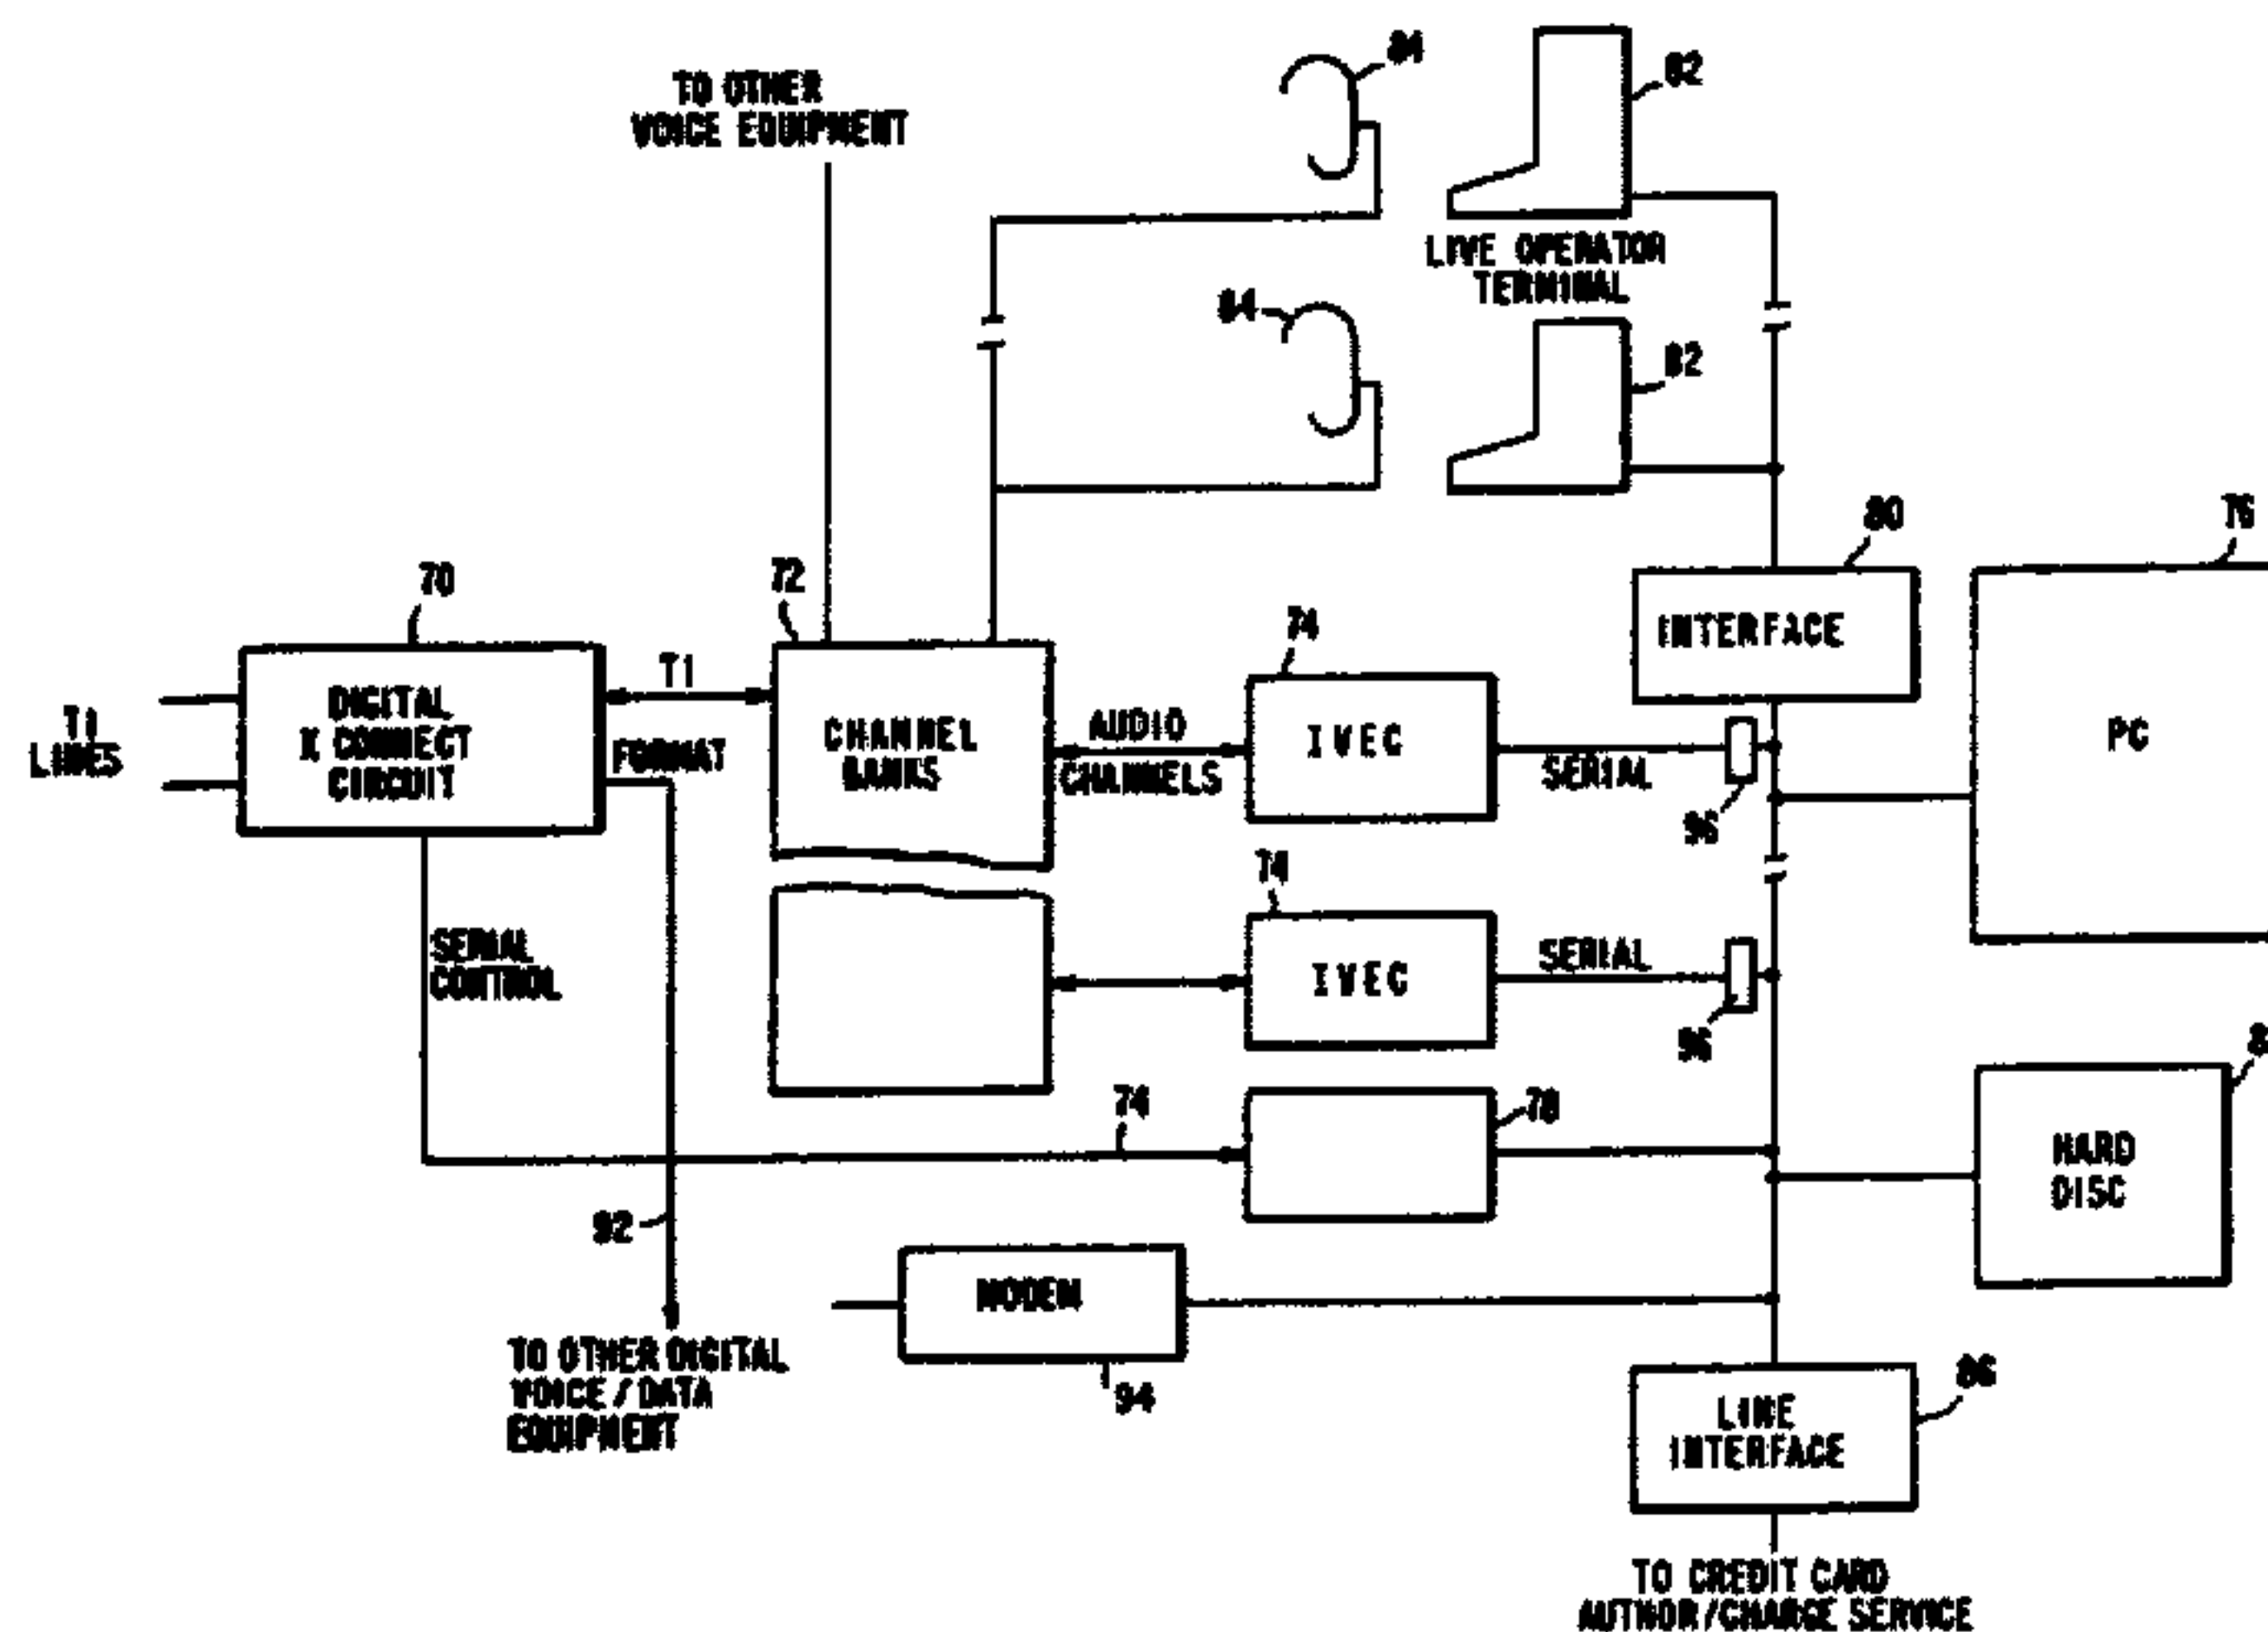 TO OTHER
VOICE EQUIPMENT
84
82
LIVE OPERATOR
TERMINAL
84
82
80
76
70
72
74
INTERFACE
T1
LINES
DIGITAL
X CONNECT
CIRCUIT
T1
FORMAT
CHANNEL
BANKS
AUDIO
CHANNELS
IVEC
SERIAL
96
PC
74
SERIAL
CONTROL
IVEC
SERIAL
96
74
78
HARD
DISC
92
MODEM
94
TO OTHER DIGITAL
VOICE / DATA
EQUIPMENT
86
LINE
INTERFACE
TO CREDIT CARD
AUTHOR/CHARGE SERVICE